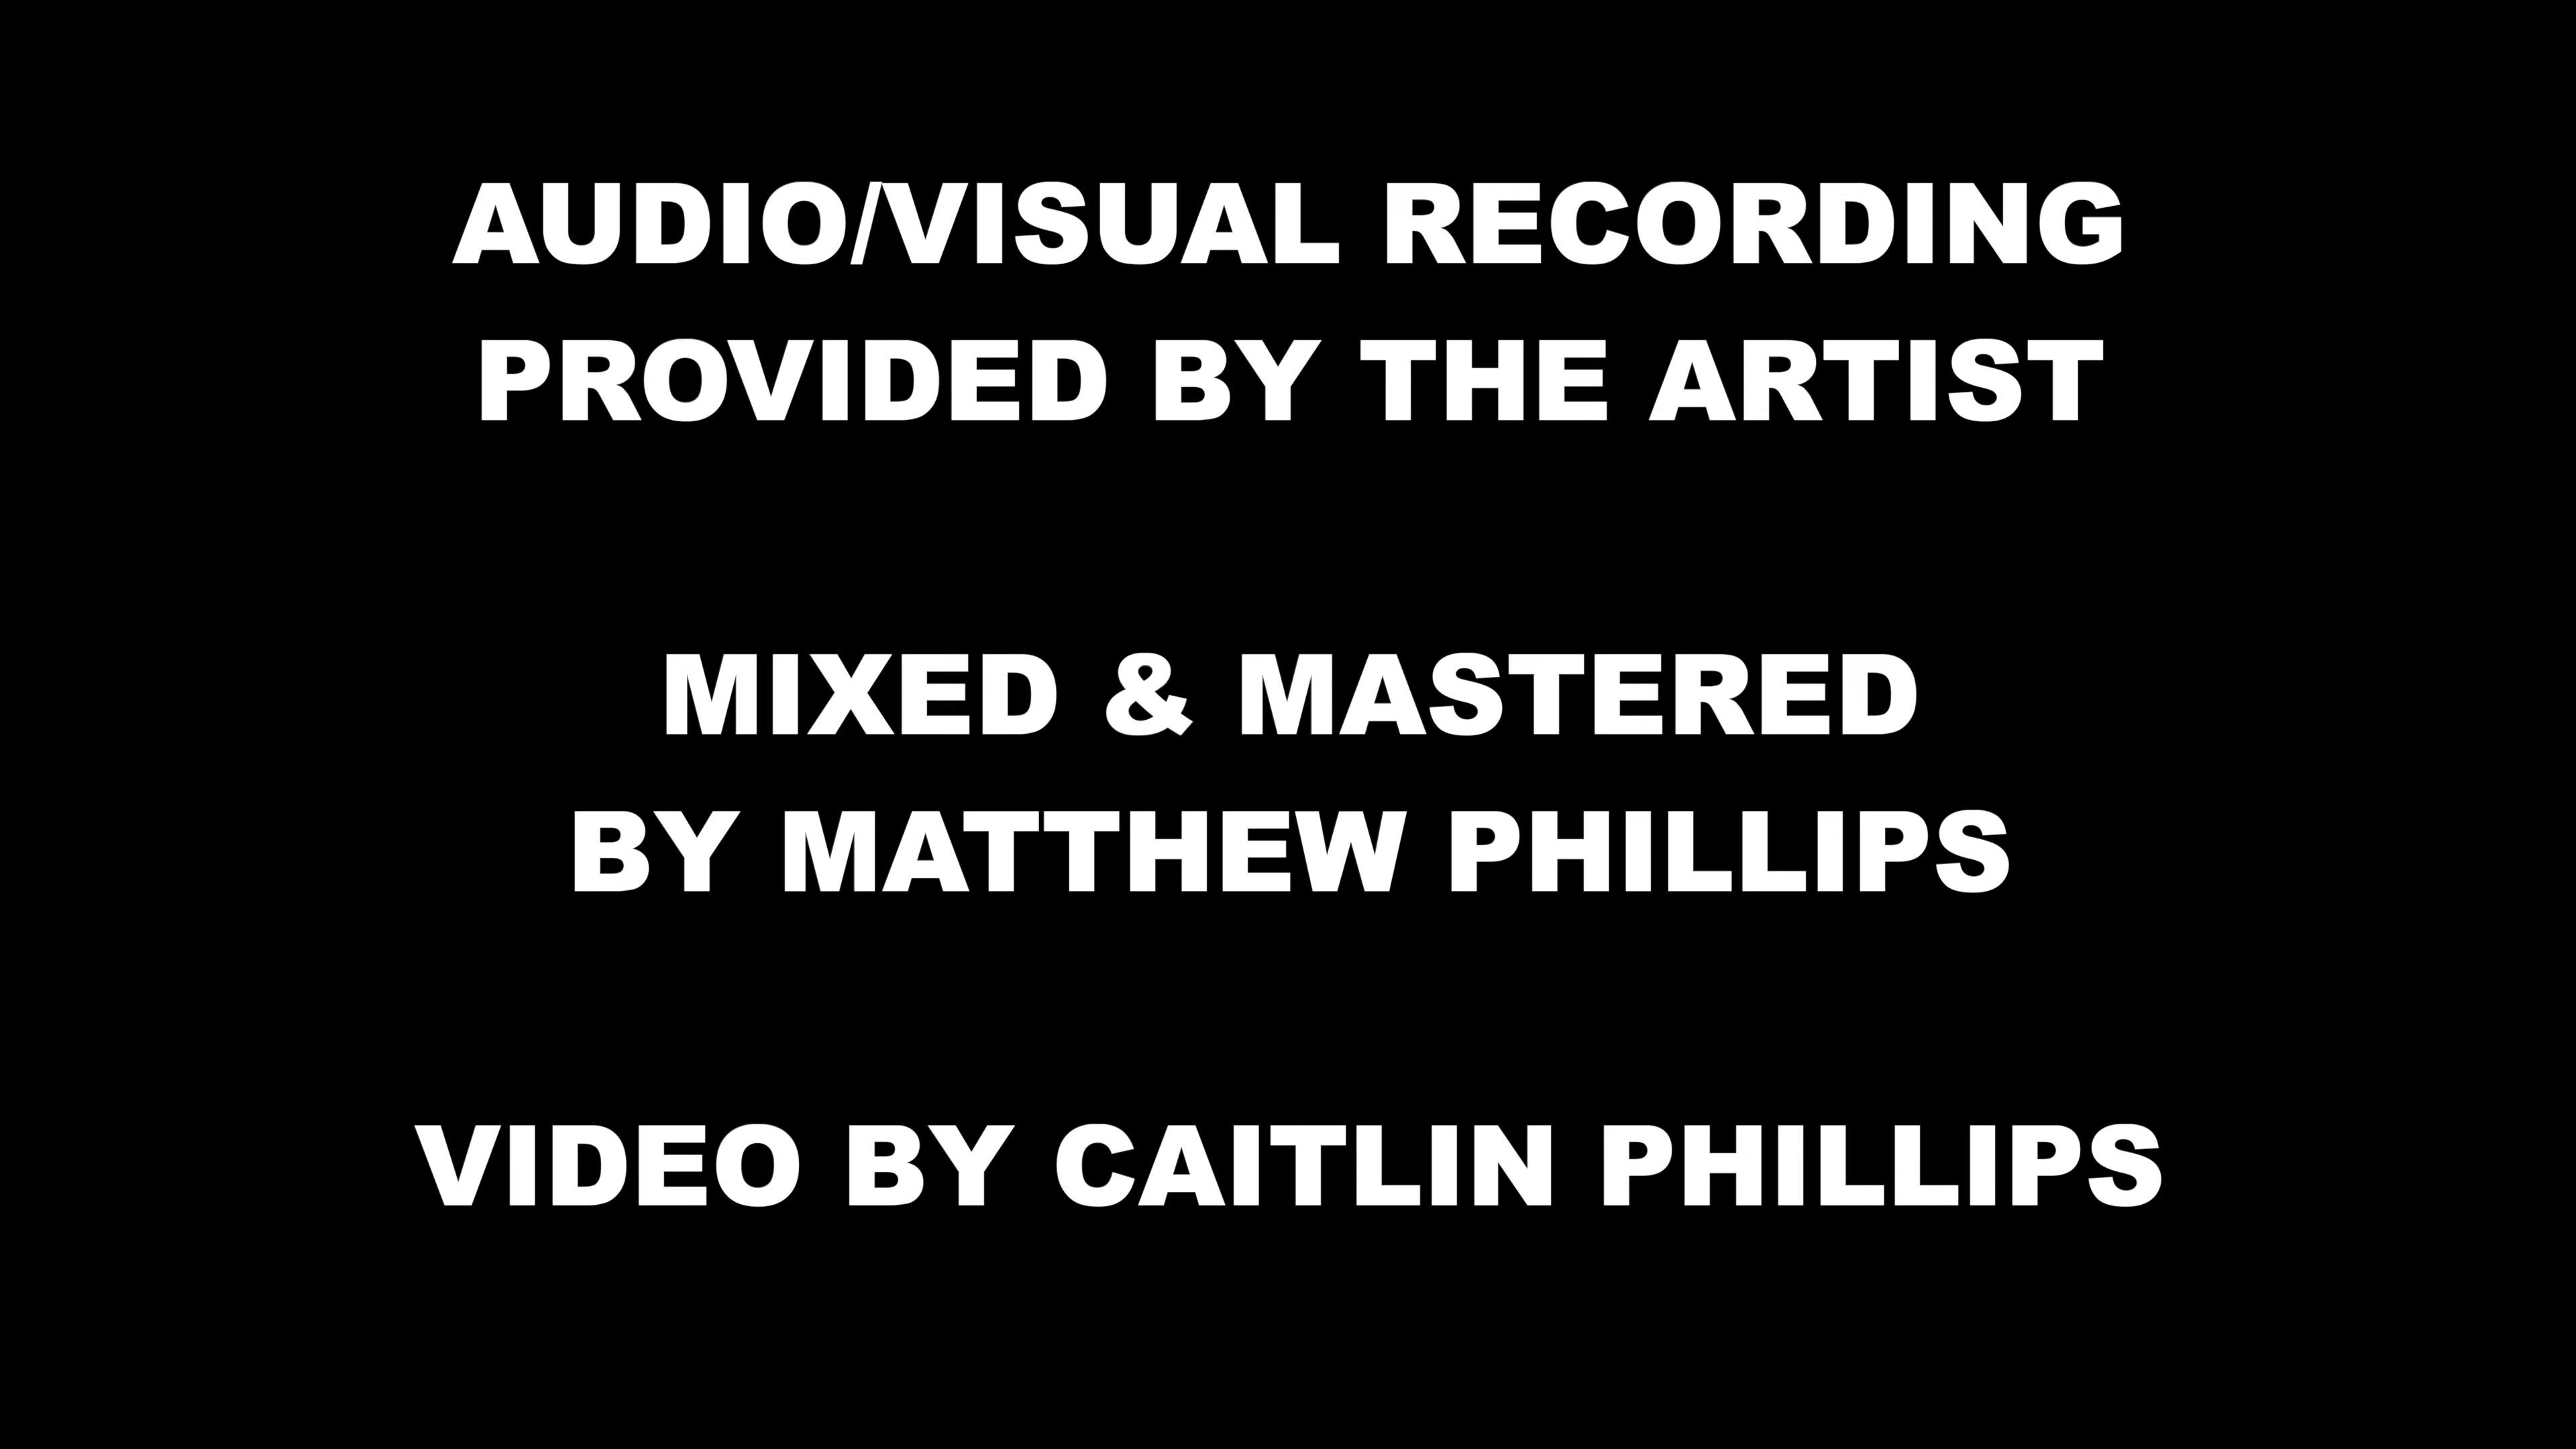 AUDIO/VISUAL RECORDING
PROVIDED BY THE ARTIST
MIXED & MASTERED
BY MATTHEW PHILLIPS
VIDEO BY CAITLIN PHILLIPS